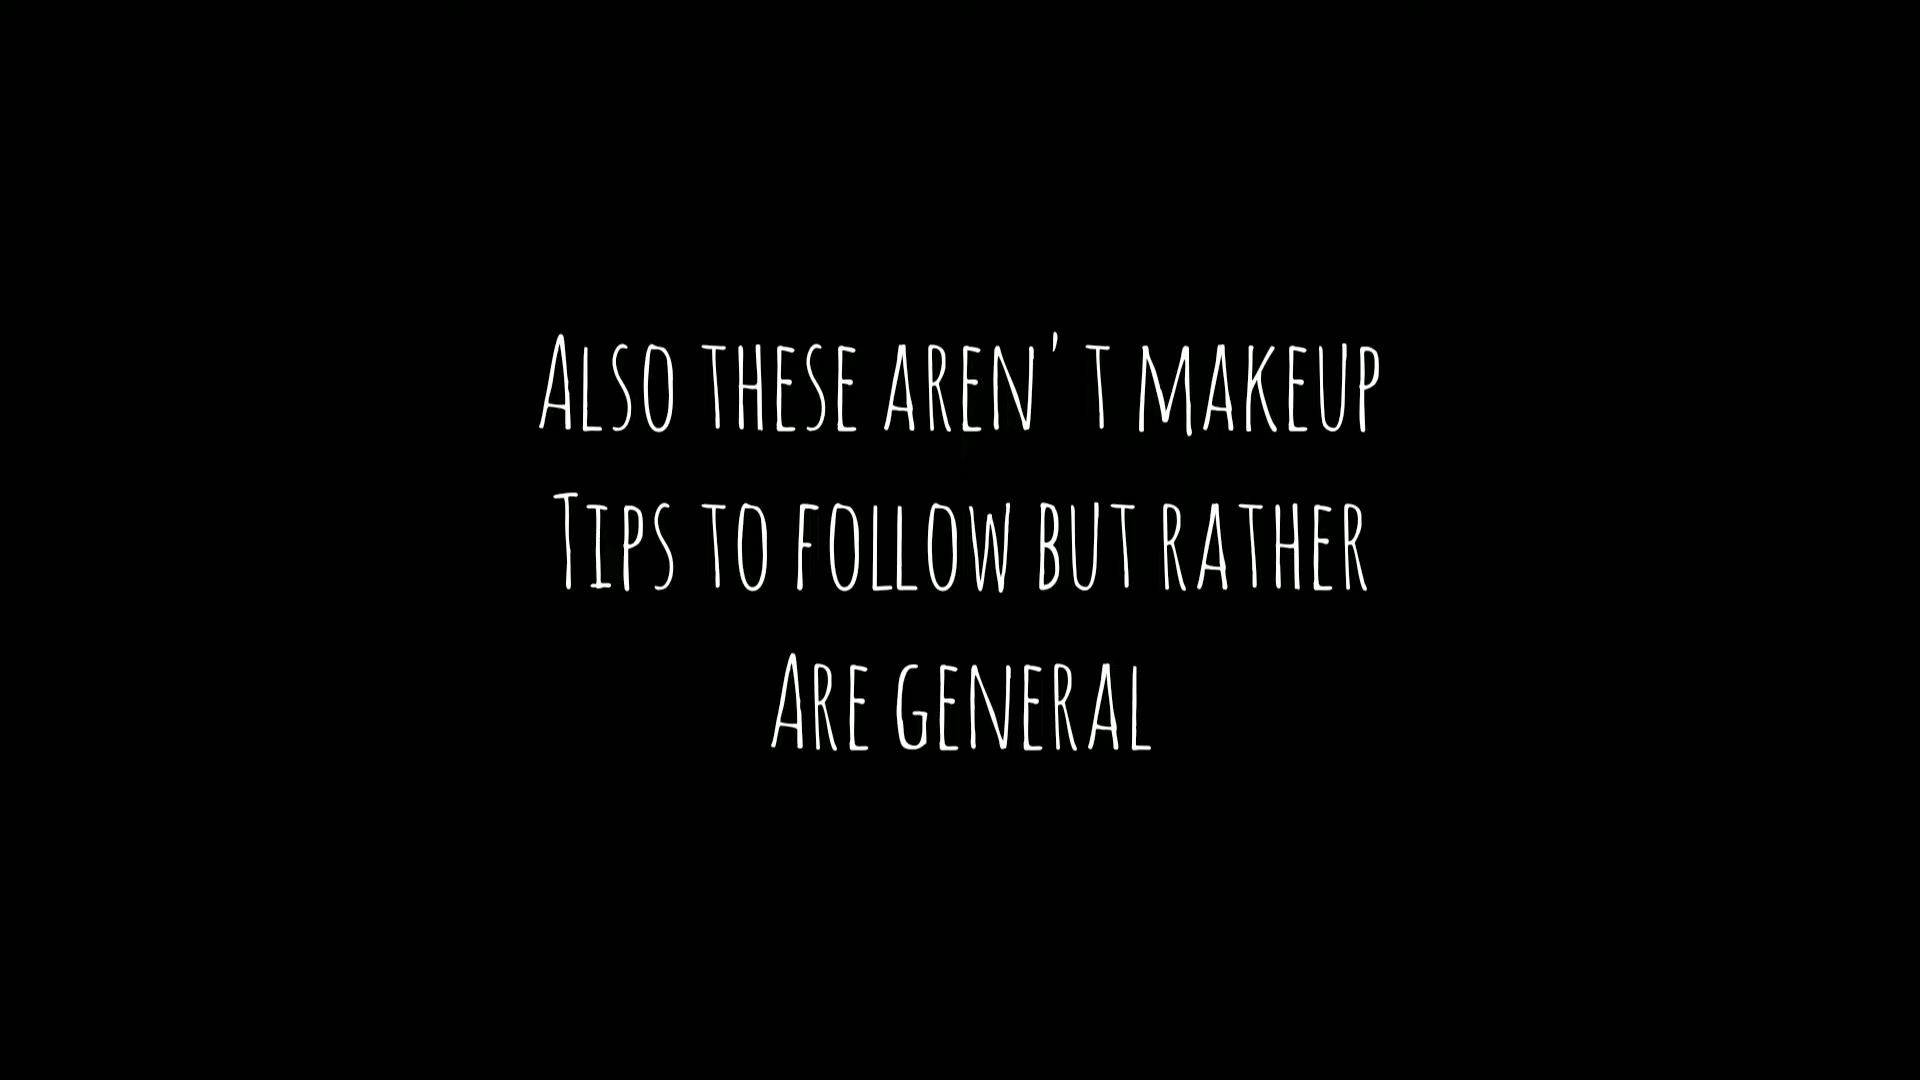 Also these aren't makeup
Tips to follow but rather
Are general